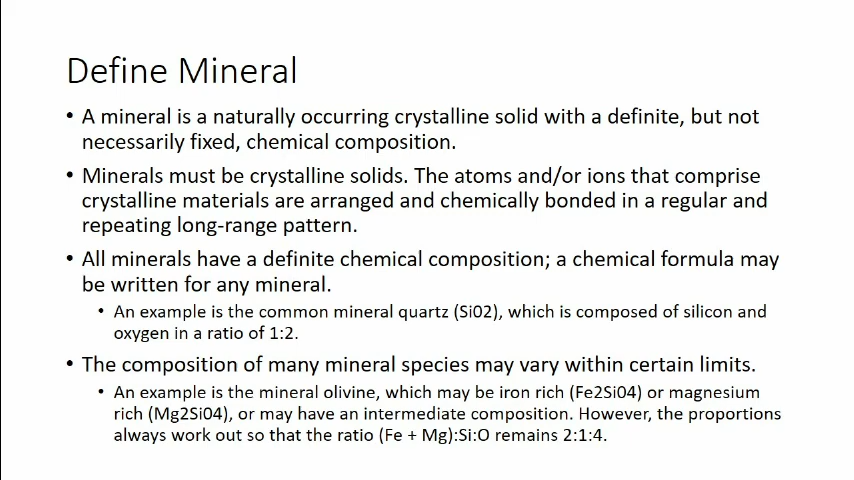 Define Mineral
• A mineral is a naturally occurring crystalline solid with a definite, but not
necessarily fixed, chemical composition.
• Minerals must be crystalline solids. The atoms and/or ions that comprise
crystalline materials are arranged and chemically bonded in a regular and
repeating long-range pattern.
• All minerals have a definite chemical composition; a chemical formula may
be written for any mineral.
• An example is the common mineral quartz (Si02), which is composed of silicon and
oxygen in a ratio of 1:2.
• The composition of many mineral species may vary within certain limits.
• An example is the mineral olivine, which may be iron rich (Fe2Si04) or magnesium
rich (Mg2Si04), or may have an intermediate composition. However, the proportions
always work out so that the ratio (Fe + Mg):Si:O remains 2:1:4.